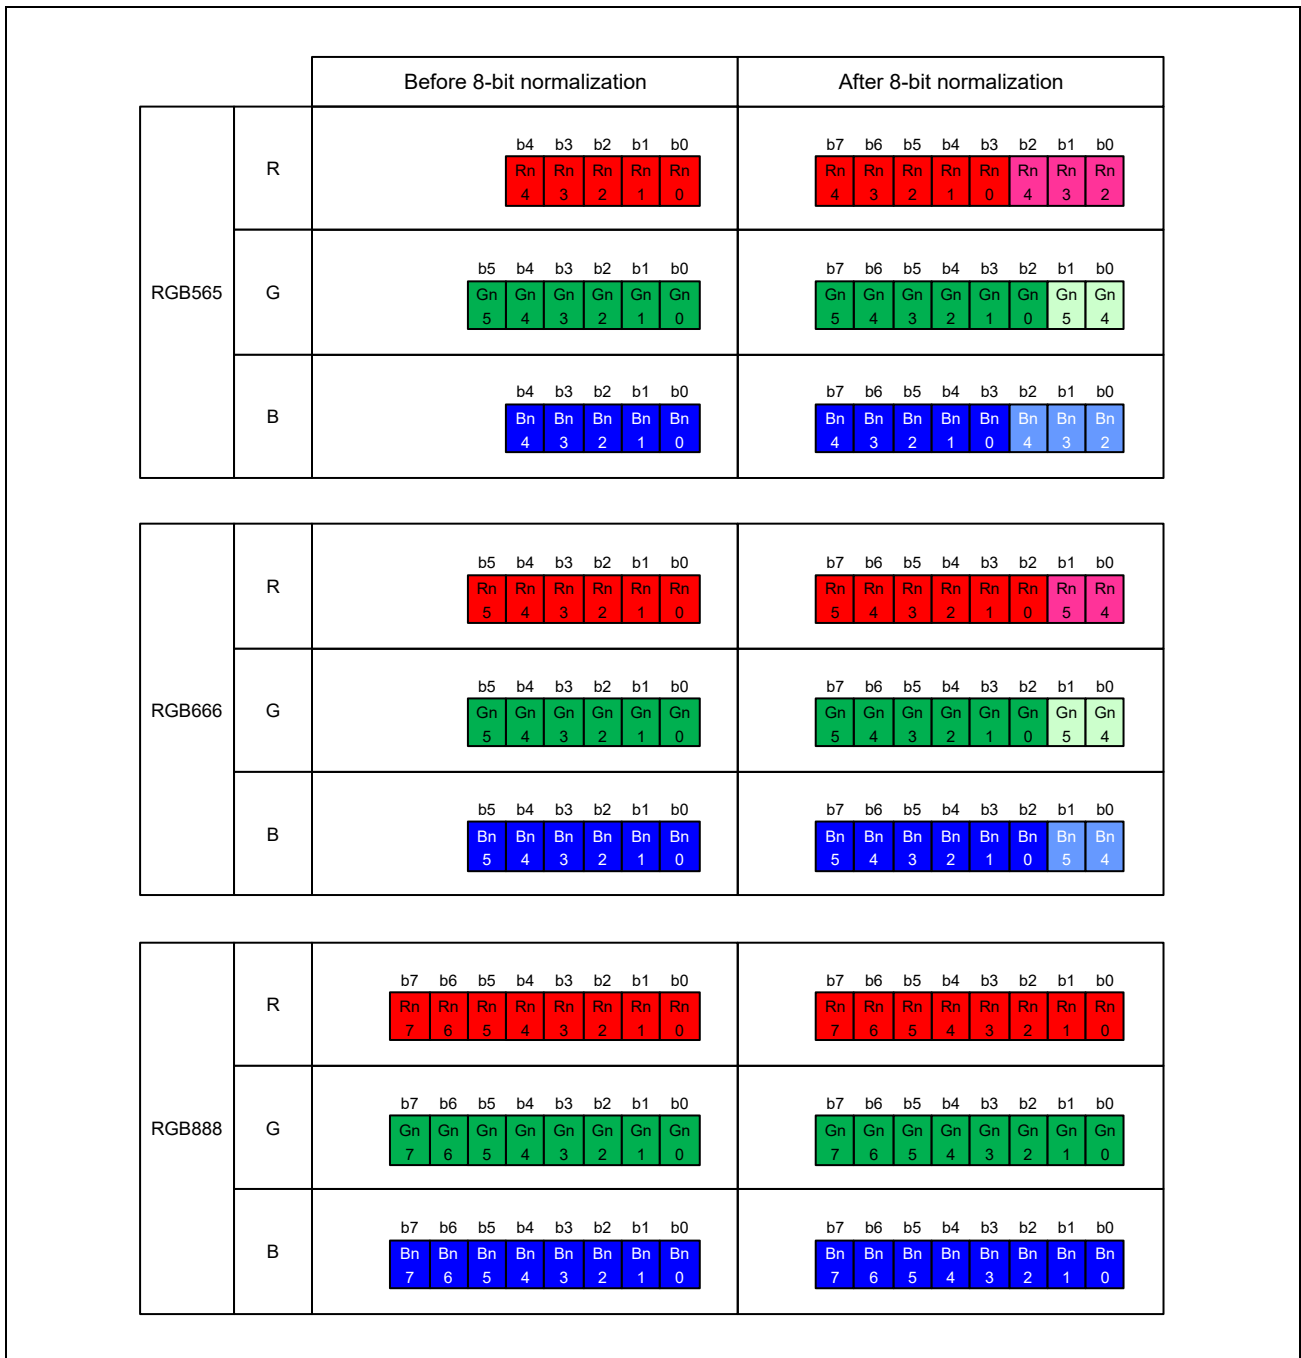 Before 8-bit normalization After 8-bit normalization
b4 b3 b2 b1 b0 b7 b6 b5 b4 b3 b2 b1 b0
R Rn Rn Rn Rn Rn Rn Rn Rn Rn Rn Rn Rn Rn
4 3 2 1 0 4 3 2 1 0 4 3 2
b5 b4 b3 b2 b1 b0 b7 b6 b5 b4 b3 b2 b1 b0
RGB565 G Gn Gn Gn Gn Gn Gn Gn Gn Gn Gn Gn Gn Gn Gn
5 4 3 2 1 0 5 4 3 2 1 0 5 4
b4 b3 b2 b1 b0 b7 b6 b5 b4 b3 b2 b1 b0
B Bn Bn Bn Bn Bn Bn Bn Bn Bn Bn Bn Bn Bn
4 3 2 1 0 4 3 2 1 0 4 3 2
b5 b4 b3 b2 b1 b0 b7 b6 b5 b4 b3 b2 b1 b0
R Rn Rn Rn Rn Rn Rn Rn Rn Rn Rn Rn Rn Rn Rn
5 4 3 2 1 0 5 4 3 2 1 0 5 4
b5 b4 b3 b2 b1 b0 b7 b6 b5 b4 b3 b2 b1 b0
RGB666 G Gn Gn Gn Gn Gn Gn Gn Gn Gn Gn Gn Gn Gn Gn
5 4 3 2 1 0 5 4 3 2 1 0 5 4
b5 b4 b3 b2 b1 b0 b7 b6 b5 b4 b3 b2 b1 b0
B Bn Bn Bn Bn Bn Bn Bn Bn Bn Bn Bn Bn Bn Bn
5 4 3 2 1 0 5 4 3 2 1 0 5 4
b7 b6 b5 b4 b3 b2 b1 b0 b7 b6 b5 b4 b3 b2 b1 b0
R Rn Rn Rn Rn Rn Rn Rn Rn Rn Rn Rn Rn Rn Rn Rn Rn
7 6 5 4 3 2 1 0 7 6 5 4 3 2 1 0
b7 b6 b5 b4 b3 b2 b1 b0 b7 b6 b5 b4 b3 b2 b1 b0
RGB888 G Gn Gn Gn Gn Gn Gn Gn Gn Gn Gn Gn Gn Gn Gn Gn Gn
7 6 5 4 3 2 1 0 7 6 5 4 3 2 1 0
b7 b6 b5 b4 b3 b2 b1 b0 b7 b6 b5 b4 b3 b2 b1 b0
B Bn Bn Bn Bn Bn Bn Bn Bn Bn Bn Bn Bn Bn Bn Bn Bn
7 6 5 4 3 2 1 0 7 6 5 4 3 2 1 0